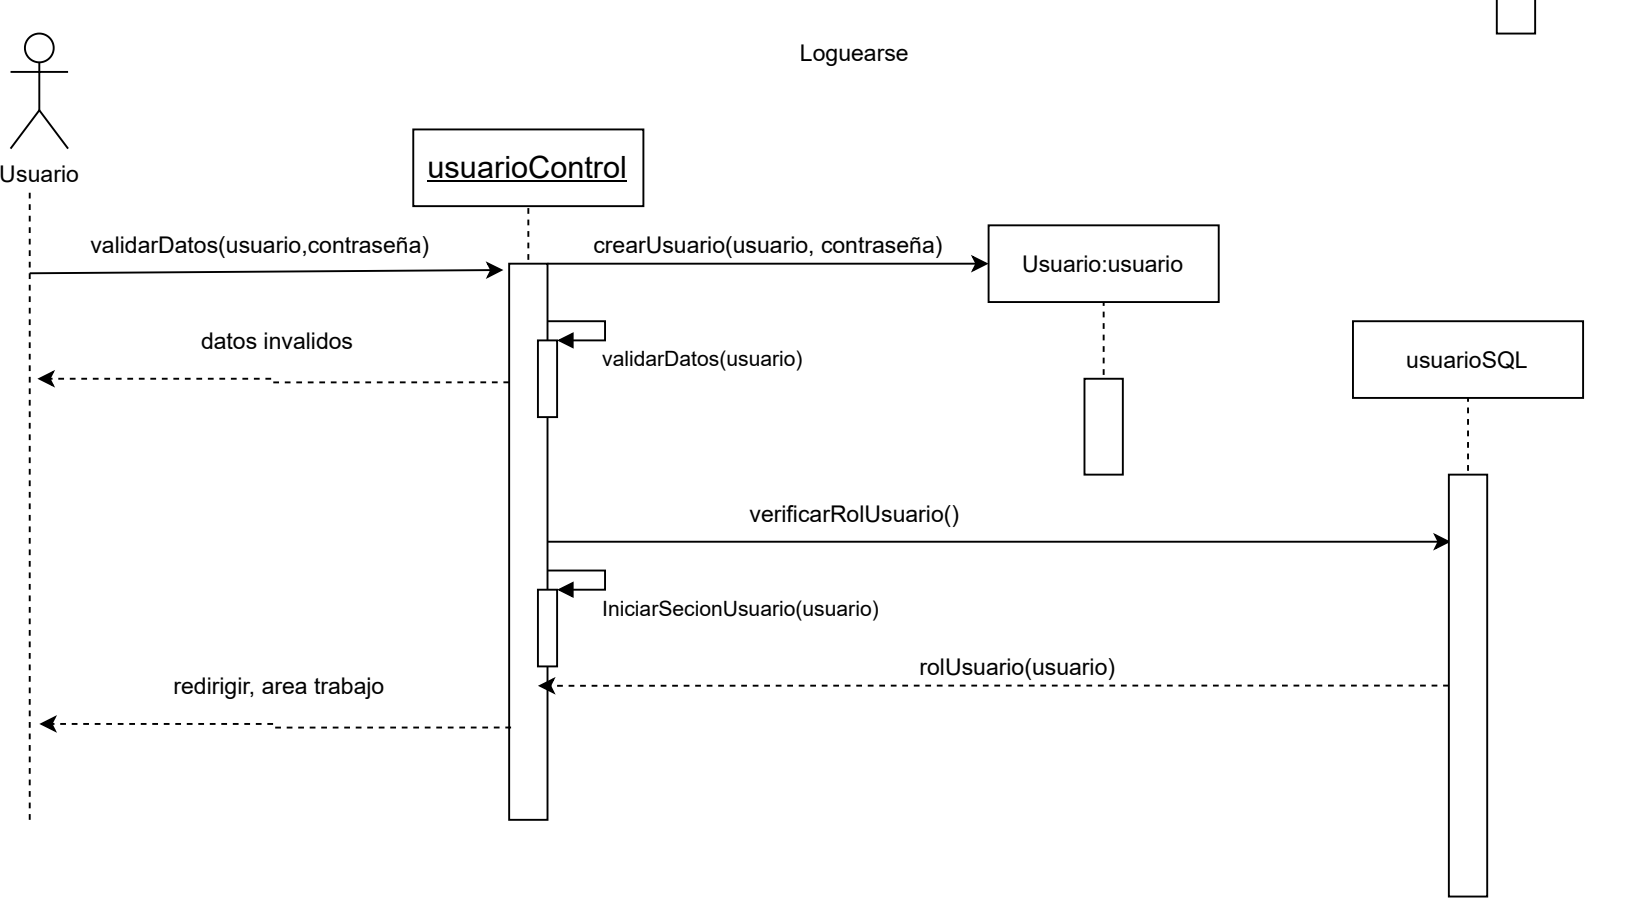 Loguearse
Usuario
usuarioControl
validarDatos(usuario,contraseña)
crearUsuario(usuario, contraseña)
Usuario:usuario
datos invalidos
validarDatos(usuario)
usuarioSQL
verificarRolUsuario()
IniciarSecionUsuario(usuario)
rolUsuario(usuario)
redirigir, area trabajo